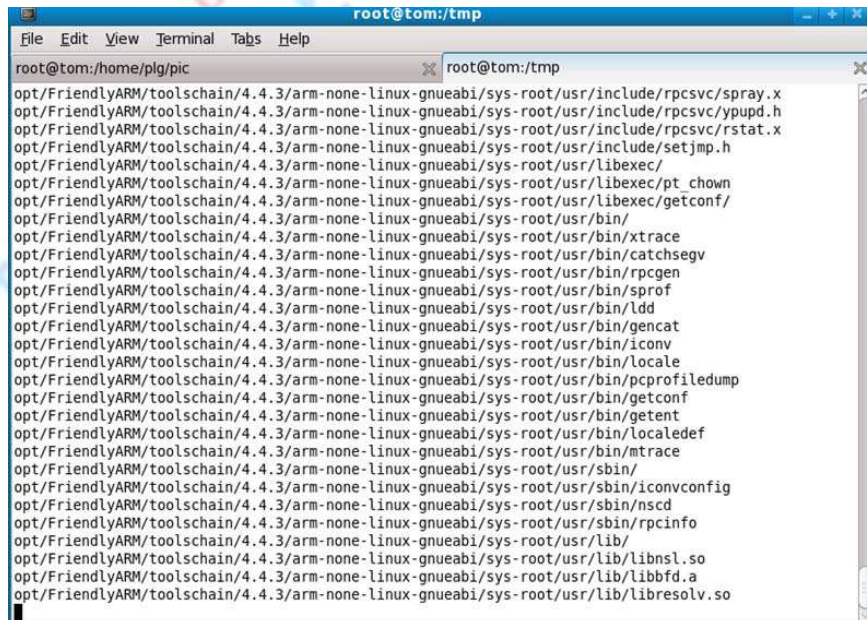 root@tom:/tmp
File Edit View Terminal Tabs Help
root@tom:/home/plg/pic root@tom:/tmp
opt/FriendlyARM/toolschain/4.4.3/arm-none-linux-gnueabi/sys-root/usr/include/rpcsvc/spray.x
opt/FriendlyARM/toolschain/4.4.3/arm-none-linux-gnueabi/sys-root/usr/include/rpcsvc/ypupd.h
opt/FriendlyARM/toolschain/4.4.3/arm-none-linux-gnueabi/sys-root/usr/include/rpcsvc/rstat.x
opt/FriendlyARM/toolschain/4.4.3/arm-none-linux-gnueabi/sys-root/usr/include/setjmp.h
opt/FriendlyARM/toolschain/4.4.3/arm-none-linux-gnueabi/sys-root/usr/libexec/
opt/FriendlyARM/toolschain/4.4.3/arm-none-linux-gnueabi/sys-root/usr/libexec/pt_chown
opt/FriendlyARM/toolschain/4.4.3/arm-none-linux-gnueabi/sys-root/usr/libexec/getconf/
opt/FriendlyARM/toolschain/4.4.3/arm-none-linux-gnueabi/sys-root/usr/bin/
opt/FriendlyARM/toolschain/4.4.3/arm-none-linux-gnueabi/sys-root/usr/bin/xtrace
opt/FriendlyARM/toolschain/4.4.3/arm-none-linux-gnueabi/sys-root/usr/bin/catchsegv
opt/FriendlyARM/toolschain/4.4.3/arm-none-linux-gnueabi/sys-root/usr/bin/rpcgen
opt/FriendlyARM/toolschain/4.4.3/arm-none-linux-gnueabi/sys-root/usr/bin/sprof
opt/FriendlyARM/toolschain/4.4.3/arm-none-linux-gnueabi/sys-root/usr/bin/ldd
opt/FriendlyARM/toolschain/4.4.3/arm-none-linux-gnueabi/sys-root/usr/bin/gencat
opt/FriendlyARM/toolschain/4.4.3/arm-none-linux-gnueabi/sys-root/usr/bin/iconv
opt/FriendlyARM/toolschain/4.4.3/arm-none-linux-gnueabi/sys-root/usr/bin/locale
opt/FriendlyARM/toolschain/4.4.3/arm-none-linux-gnueabi/sys-root/usr/bin/pcprofiledump
opt/FriendlyARM/toolschain/4.4.3/arm-none-linux-gnueabi/sys-root/usr/bin/getconf
opt/FriendlyARM/toolschain/4.4.3/arm-none-linux-gnueabi/sys-root/usr/bin/getent
opt/FriendlyARM/toolschain/4.4.3/arm-none-linux-gnueabi/sys-root/usr/bin/localedef
opt/FriendlyARM/toolschain/4.4.3/arm-none-linux-gnueabi/sys-root/usr/bin/mtrace
opt/FriendlyARM/toolschain/4.4.3/arm-none-linux-gnueabi/sys-root/usr/sbin/
opt/FriendlyARM/toolschain/4.4.3/arm-none-linux-gnueabi/sys-root/usr/sbin/iconvconfig
opt/FriendlyARM/toolschain/4.4.3/arm-none-linux-gnueabi/sys-root/usr/sbin/nscd
opt/FriendlyARM/toolschain/4.4.3/arm-none-linux-gnueabi/sys-root/usr/sbin/rpcinfo
opt/FriendlyARM/toolschain/4.4.3/arm-none-linux-gnueabi/sys-root/usr/lib/
opt/FriendlyARM/toolschain/4.4.3/arm-none-linux-gnueabi/sys-root/usr/lib/libnsl.so
opt/FriendlyARM/toolschain/4.4.3/arm-none-linux-gnueabi/sys-root/usr/lib/libbfd.a
opt/FriendlyARM/toolschain/4.4.3/arm-none-linux-gnueabi/sys-root/usr/lib/libresolv.so